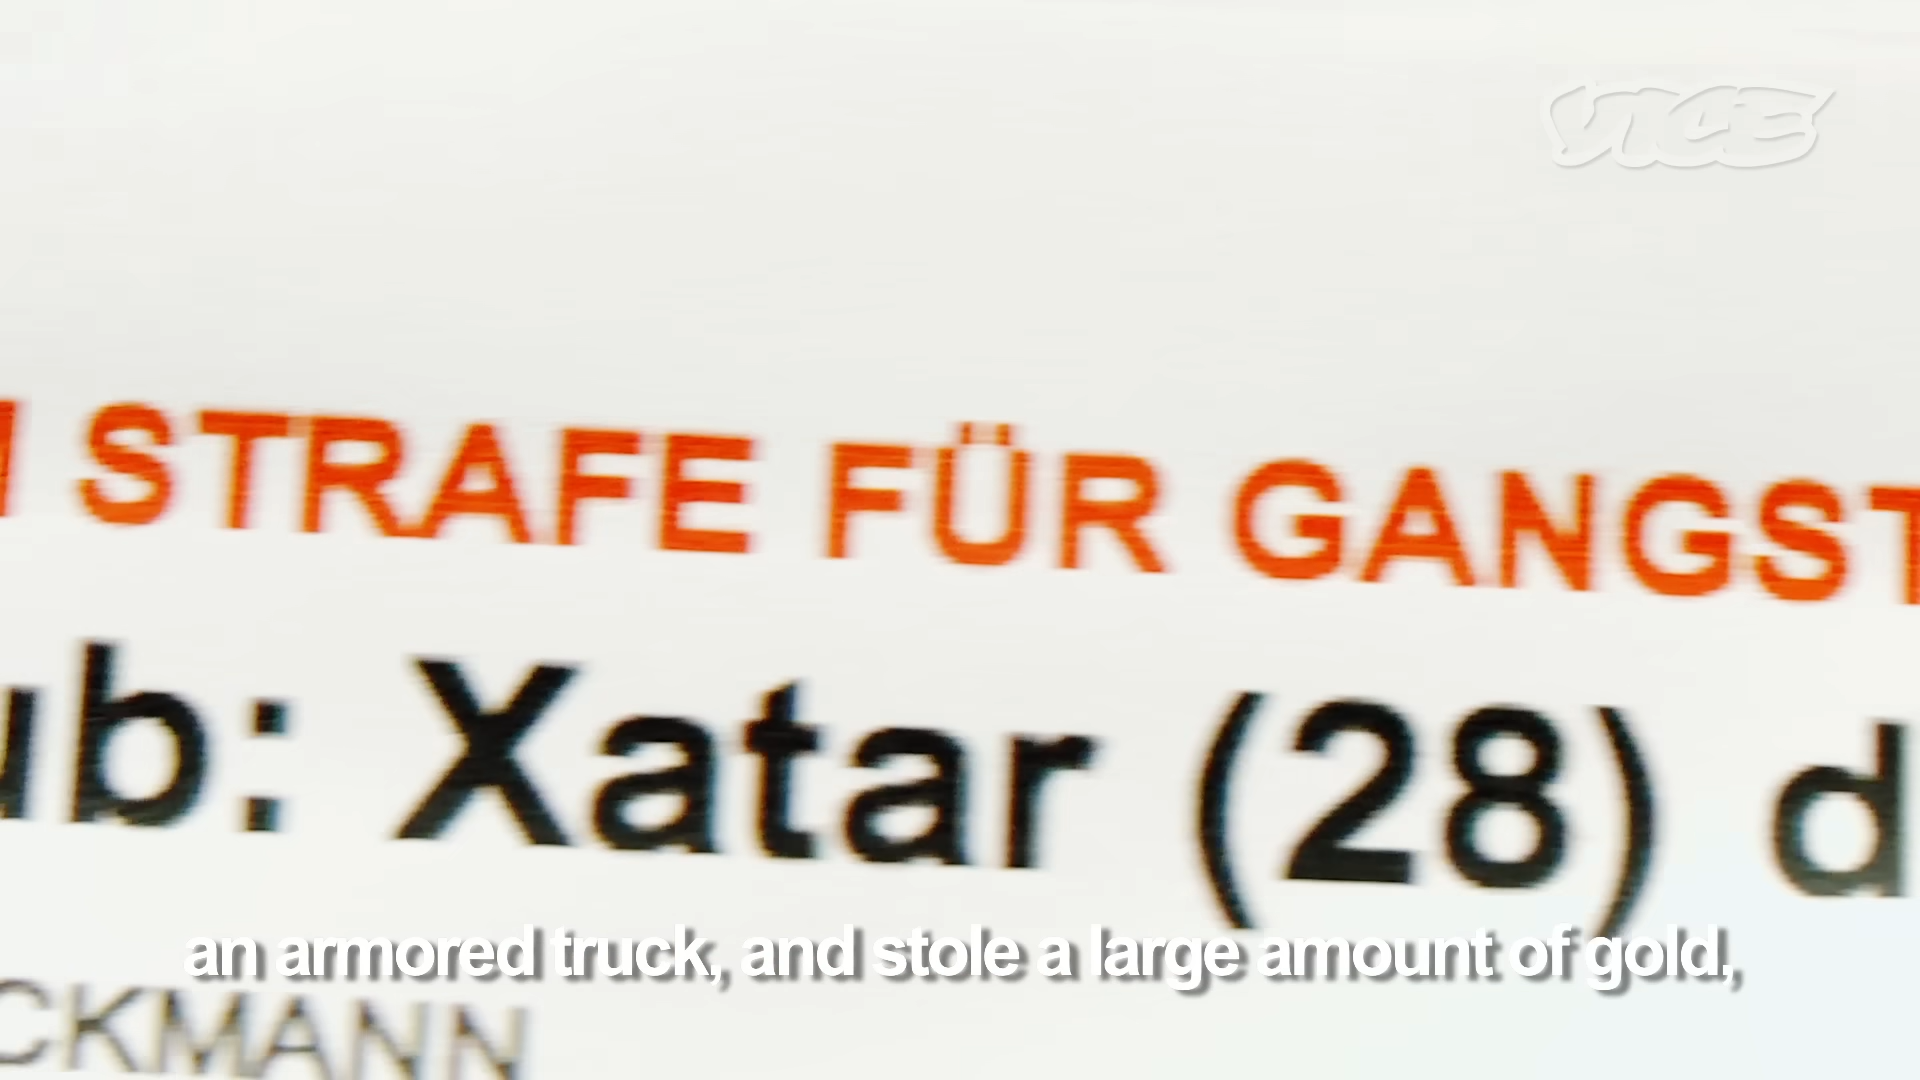 VICE
STRAFE FÜR GANGST
ub: Xatar (28) d
an armored truck, and stole a large amount of gold,
CKMANN